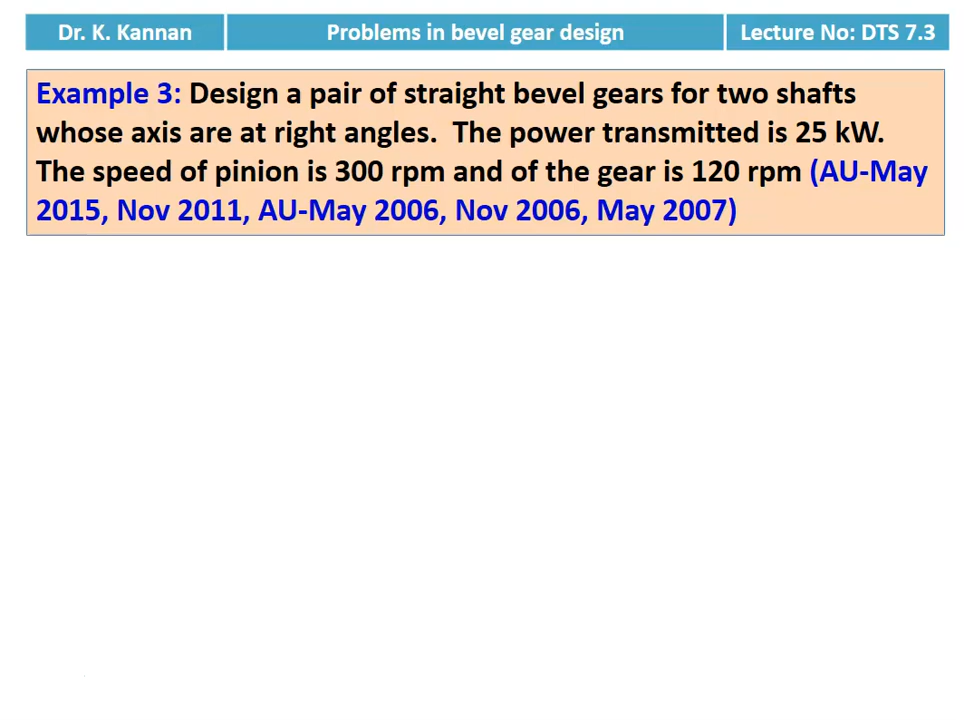 Dr. K. Kannan
Problems in bevel gear design
Lecture No: DTS 7.3
Example 3: Design a pair of straight bevel gears for two shafts
whose axis are at right angles.  The power transmitted is 25 kW.
The speed of pinion is 300 rpm and of the gear is 120 rpm (AU-May
2015, Nov 2011, AU-May 2006, Nov 2006, May 2007)